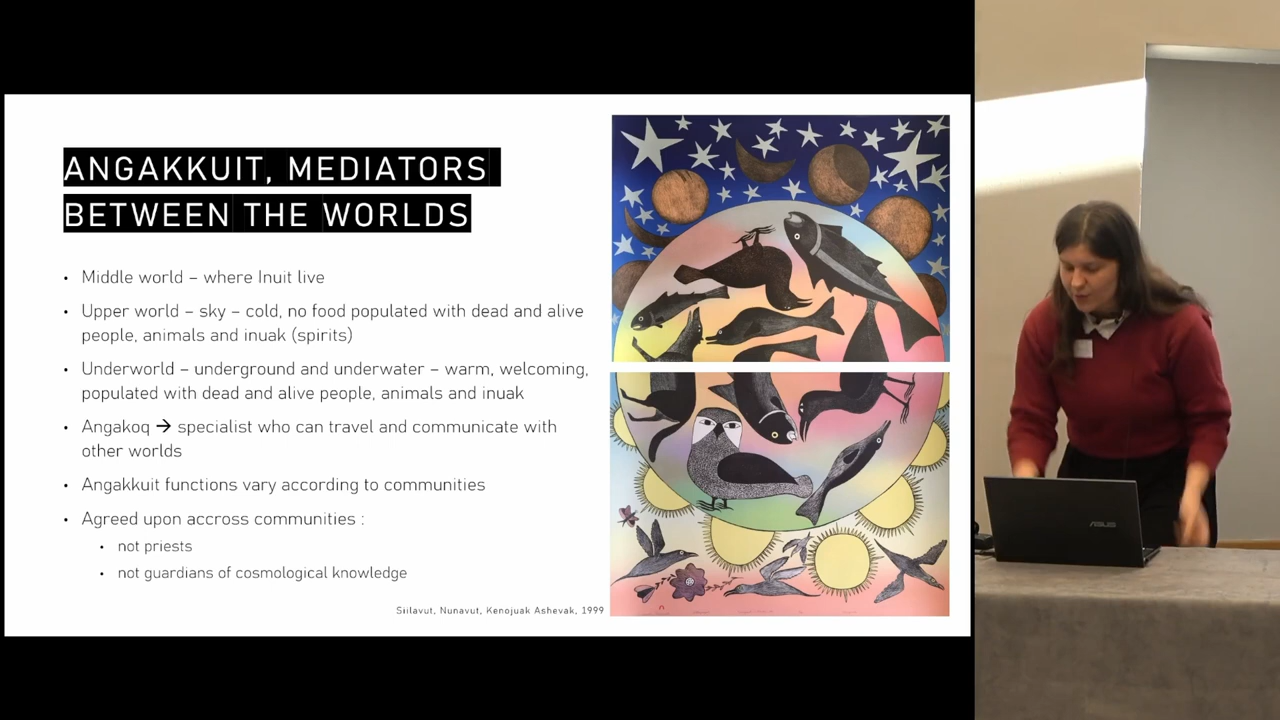 ANGAKKUIT, MEDIATORS
BETWEEN THE WORLDS
• Middle world – where Inuit live
• Upper world – sky – cold, no food populated with dead and alive
people, animals and inuak (spirits)
• Underworld – underground and underwater – warm, welcoming,
populated with dead and alive people, animals and inuak
• Angakoq → specialist who can travel and communicate with
other worlds
• Angakkuit functions vary according to communities
• Agreed upon accross communities :
• not priests
• not guardians of cosmological knowledge
Siilavut, Nunavut, Kenojuak Ashevak, 1999
ASUS